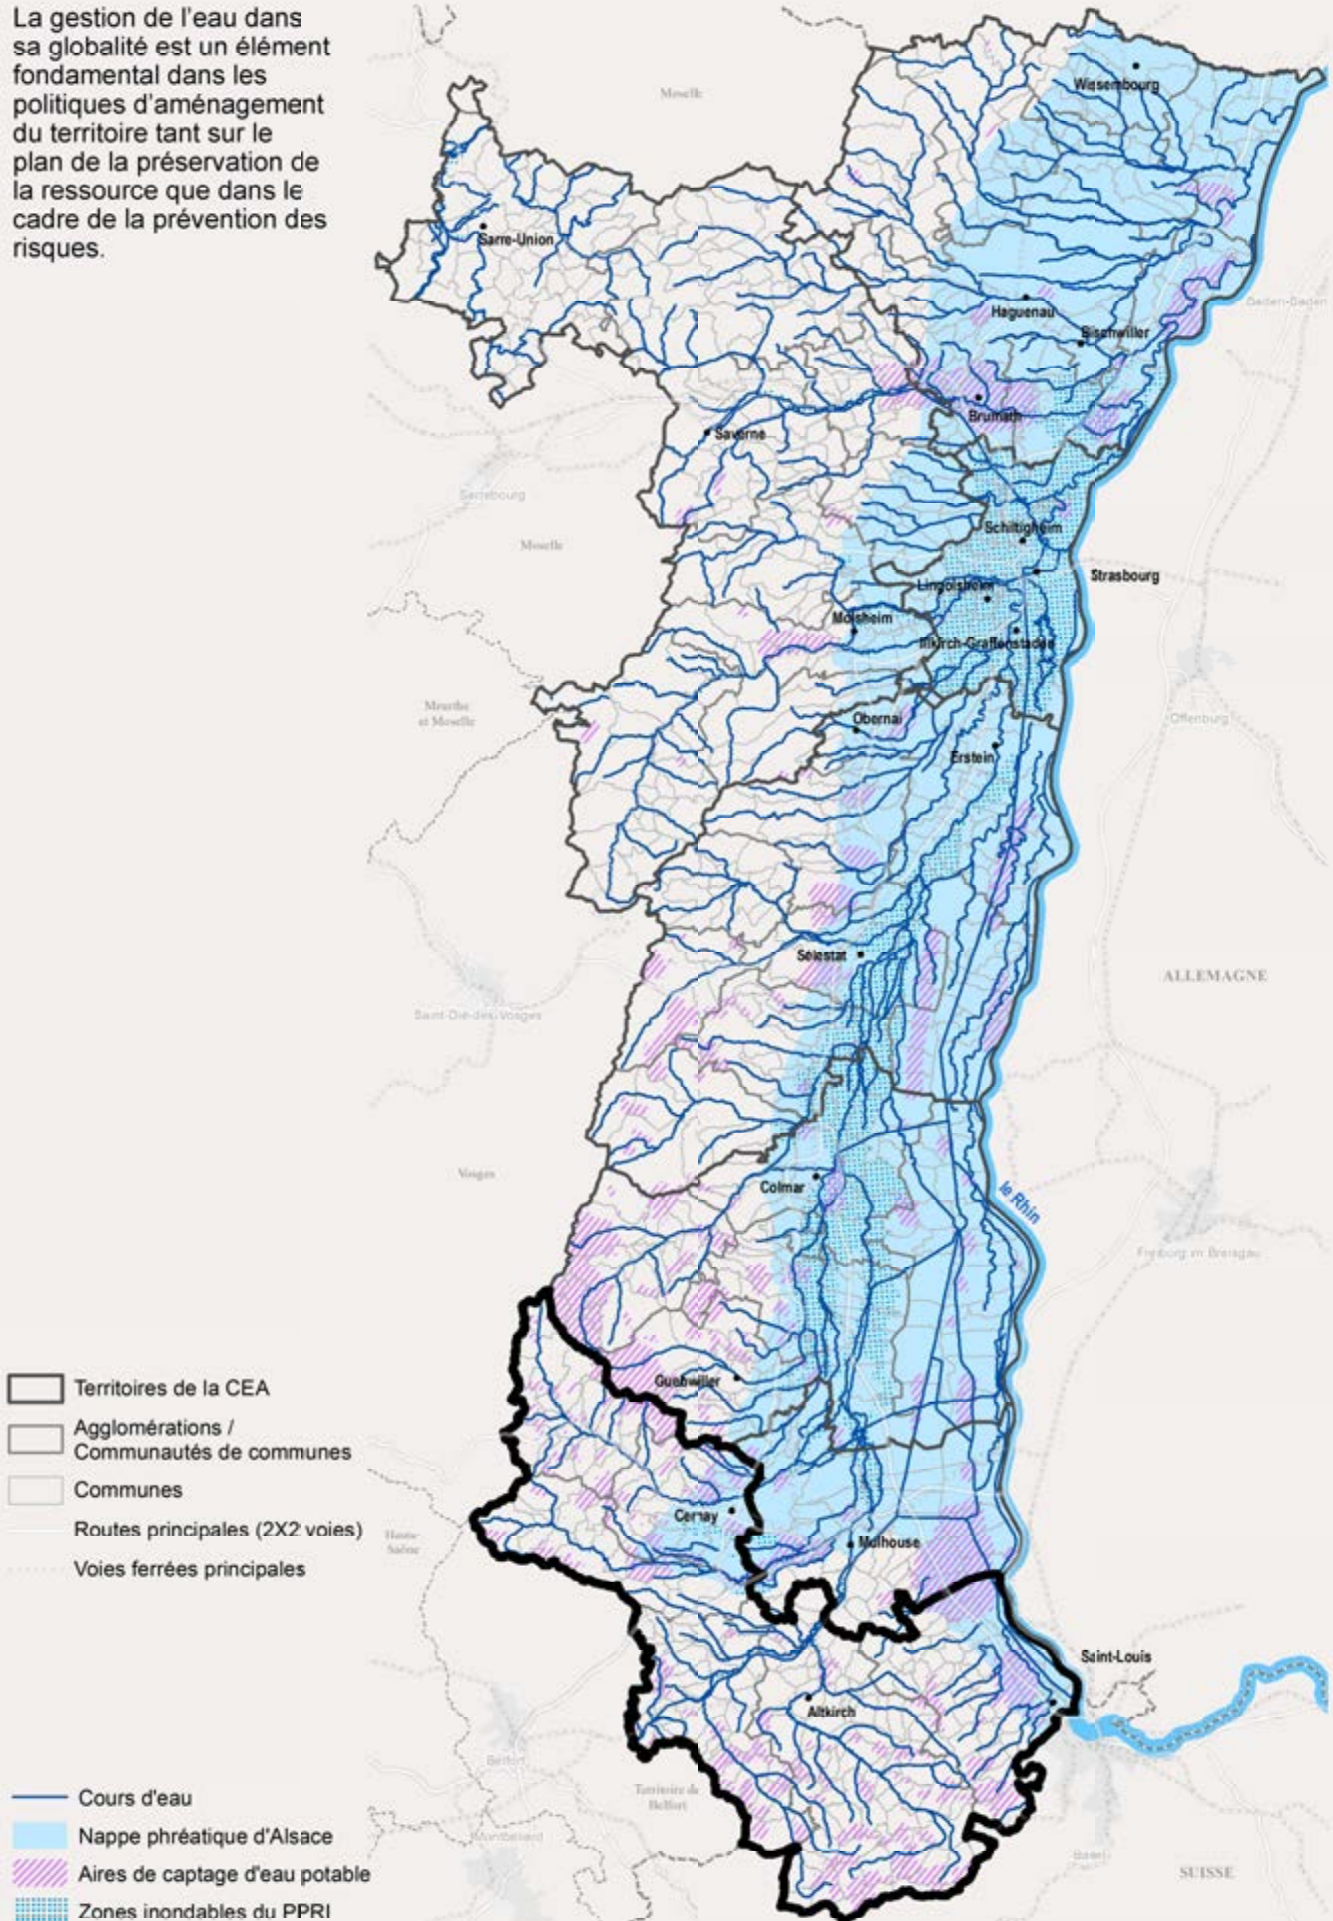 La gestion de l'eau dans
sa globalité est un élément
fondamental dans les
politiques d'aménagement
du territoire tant sur le
plan de la préservation de
la ressource que dans le
cadre de la prévention des
risques.
Moselle
Wissembourg
Sarre-Union
Haguenau
Baden-Baden
Bischwiller
Brumath
Saverne
Sarrebourg
Schiltigheim
Moselle
Strasbourg
Lingolsheim
Molsheim
Illkirch-Graffenstaden
Meurthe
et Moselle
Obernai
Offenburg
Erstein
Sélestat
ALLEMAGNE
Saint-Dié-des-Vosges
Vosges
Colmar
le Rhin
Freiburg im Breisgau
Guebwiller
Territoires de la CEA
Agglomérations /
Communautés de communes
Communes
Routes principales (2X2 voies)
Voies ferrées principales
Cernay
Haute-
Saône
Mulhouse
Saint-Louis
Altkirch
Belfort
Territoire de
Belfort
Cours d'eau
Nappe phréatique d'Alsace
Montbéliard
Basel
Aires de captage d'eau potable
SUISSE
Zones inondables du PPRI